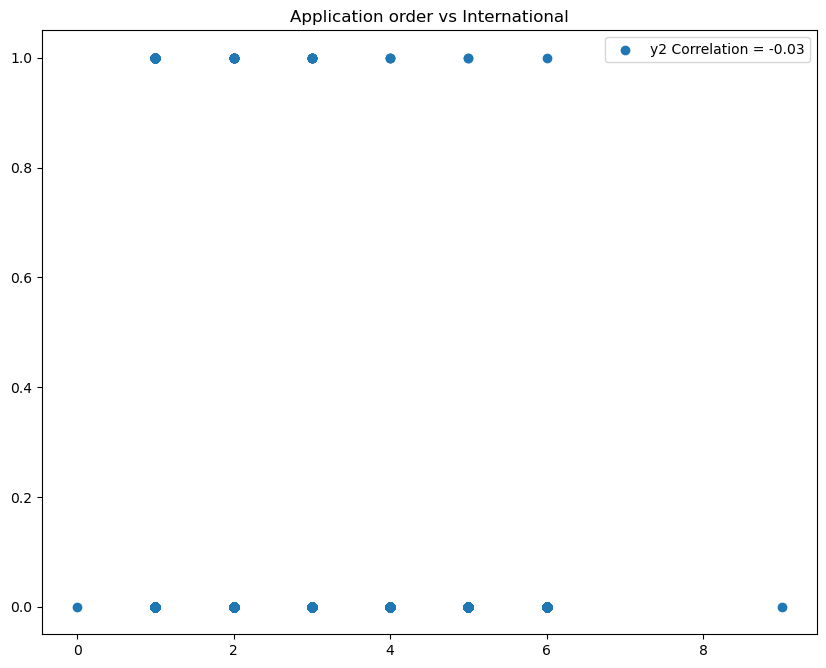 Application order vs International
y2 Correlation = -0.03
1.0
0.8
0.6
0.4
0.2
0.0
0 2 4 6 8